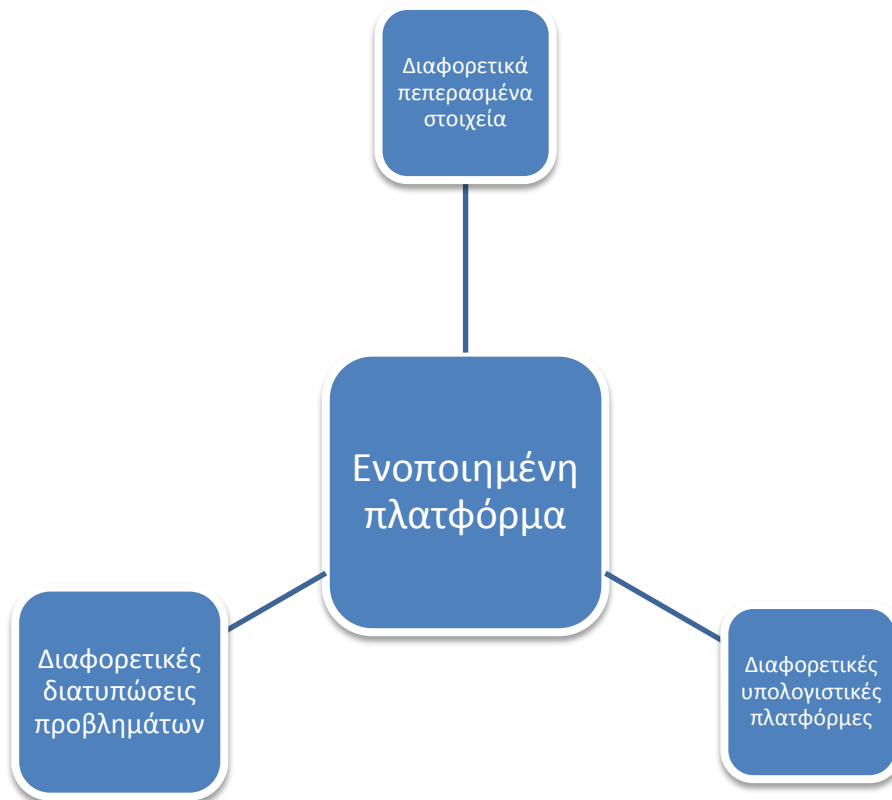 Διαφορετικά
πεπερασμένα
στοιχεία
Ενοποιημένη
πλατφόρμα
Διαφορετικές
διατυπώσεις
προβλημάτων
Διαφορετικές
υπολογιστικές
πλατφόρμες